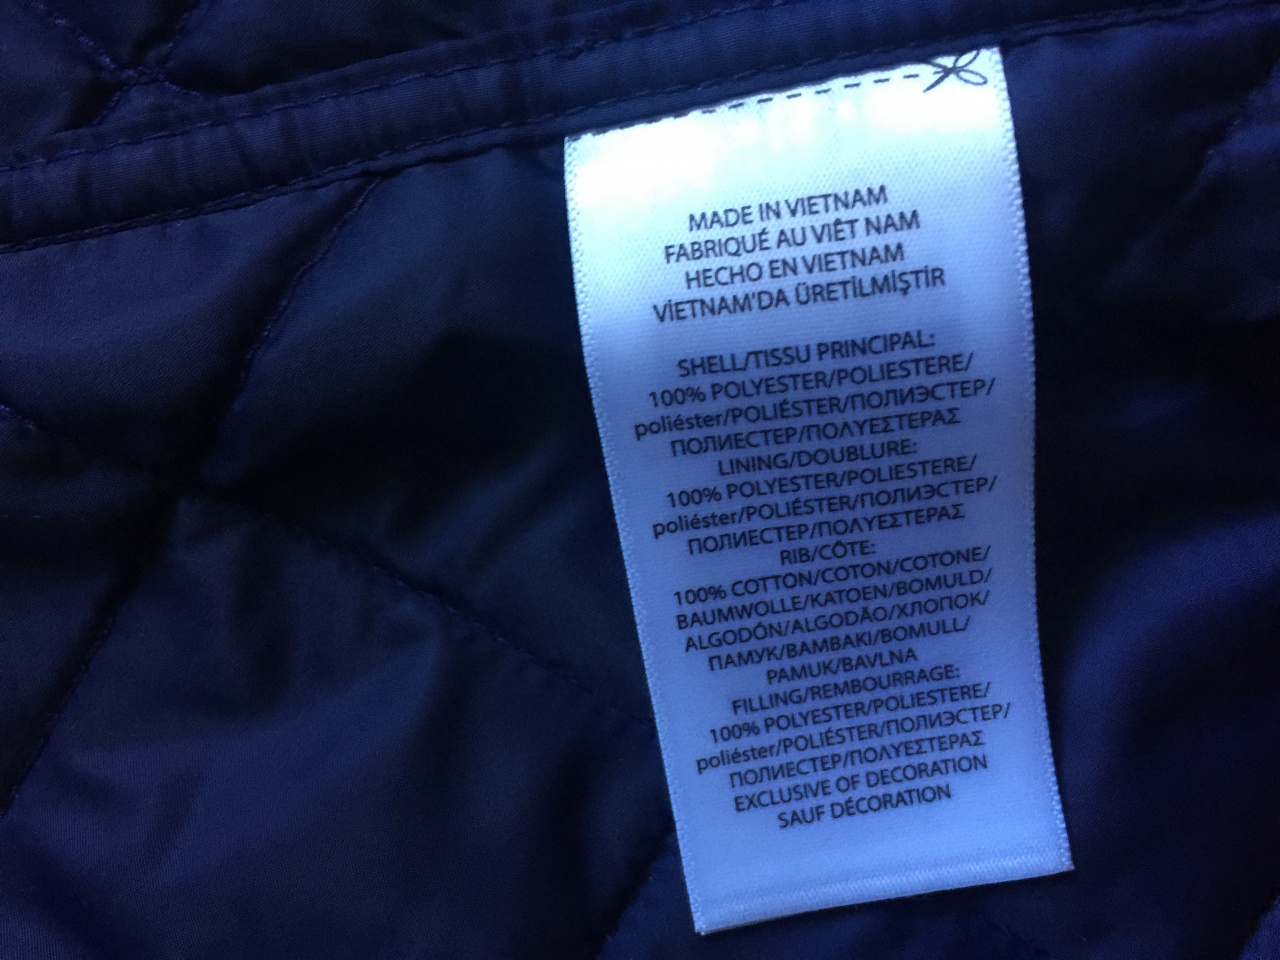 MADE IN VIETNAM
FABRIQUÉ AU VIÊT NAM
HECHO EN VIETNAM
VİETNAM'DA ÜRETİLMİŞTİR
SHELL/TISSU PRINCIPAL:
100% POLYESTER/POLIESTERE/
poliéster/POLIÉSTER/ПОЛИЭСТЕР/
ПОЛИЕСТЕР/ΠΟΛΥΕΣΤΕΡΑΣ
LINING/DOUBLURE:
100% POLYESTER/POLIESTERE/
poliéster/POLIÉSTER/ПОЛИЭСТЕР/
ПОЛИЕСТЕР/ΠΟΛΥΕΣΤΕΡΑΣ
RIB/CÔTE:
100% COTTON/COTON/COTONE/
BAUMWOLLE/KATOEN/BOMULD/
ALGODÓN/ALGODÃO/ХЛОПОК/
ПАМУК/ΒΑΜΒΑΚΙ/BOMULL/
PAMUK/BAVLNA
FILLING/REMBOURRAGE:
100% POLYESTER/POLIESTERE/
poliéster/POLIÉSTER/ПОЛИЭСТЕР/
ПОЛИЕСТЕР/ΠΟΛΥΕΣΤΕΡΑΣ
EXCLUSIVE OF DECORATION
SAUF DÉCORATION